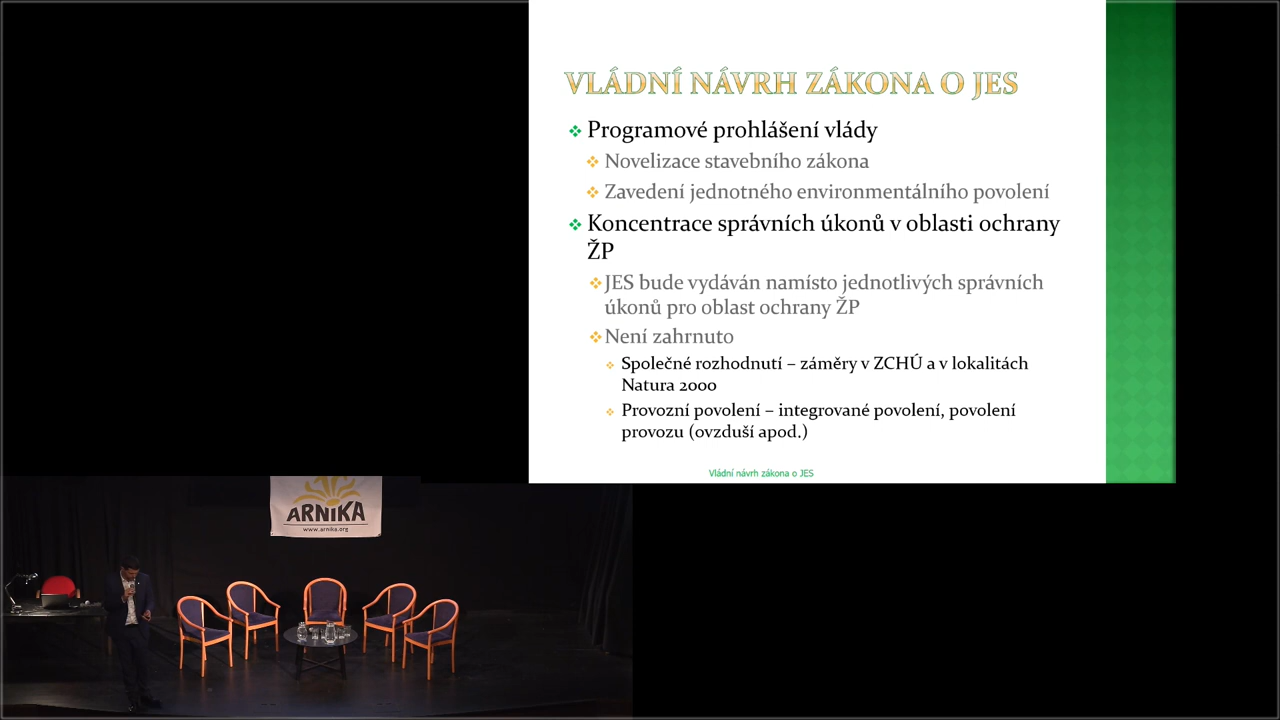 VLÁDNÍ NÁVRH ZÁKONA O JES
Programové prohlášení vlády
Novelizace stavebního zákona
Zavedení jednotného environmentálního povolení
Koncentrace správních úkonů v oblasti ochrany
ŽP
JES bude vydáván namísto jednotlivých správních
úkonů pro oblast ochrany ŽP
Není zahrnuto
Společné rozhodnutí – záměry v ZCHÚ a v lokalitách
Natura 2000
Provozní povolení – integrované povolení, povolení
provozu (ovzduší apod.)
Vládní návrh zákona o JES
ARNIKA
www.arnika.org